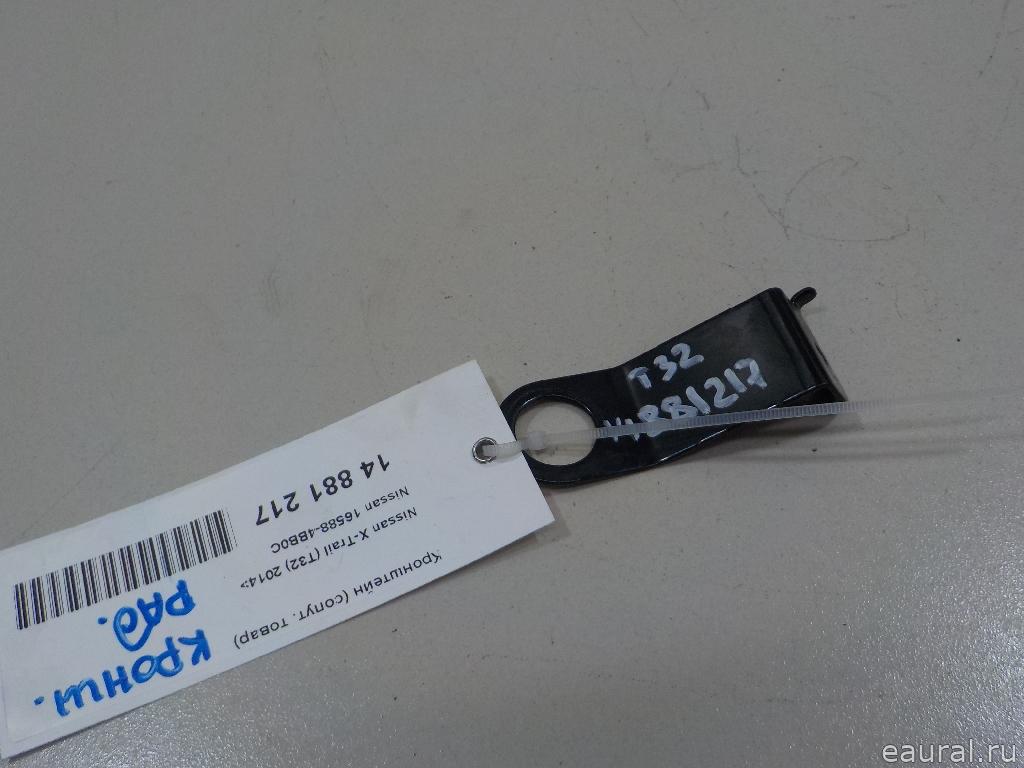 Кронштейн (сопут. товар)
Nissan X-Trail (T32) 2014>
Nissan 16588-4BB0C
14 881 217
КРОНШ.
РАД.
T32
14881217
eaural.ru